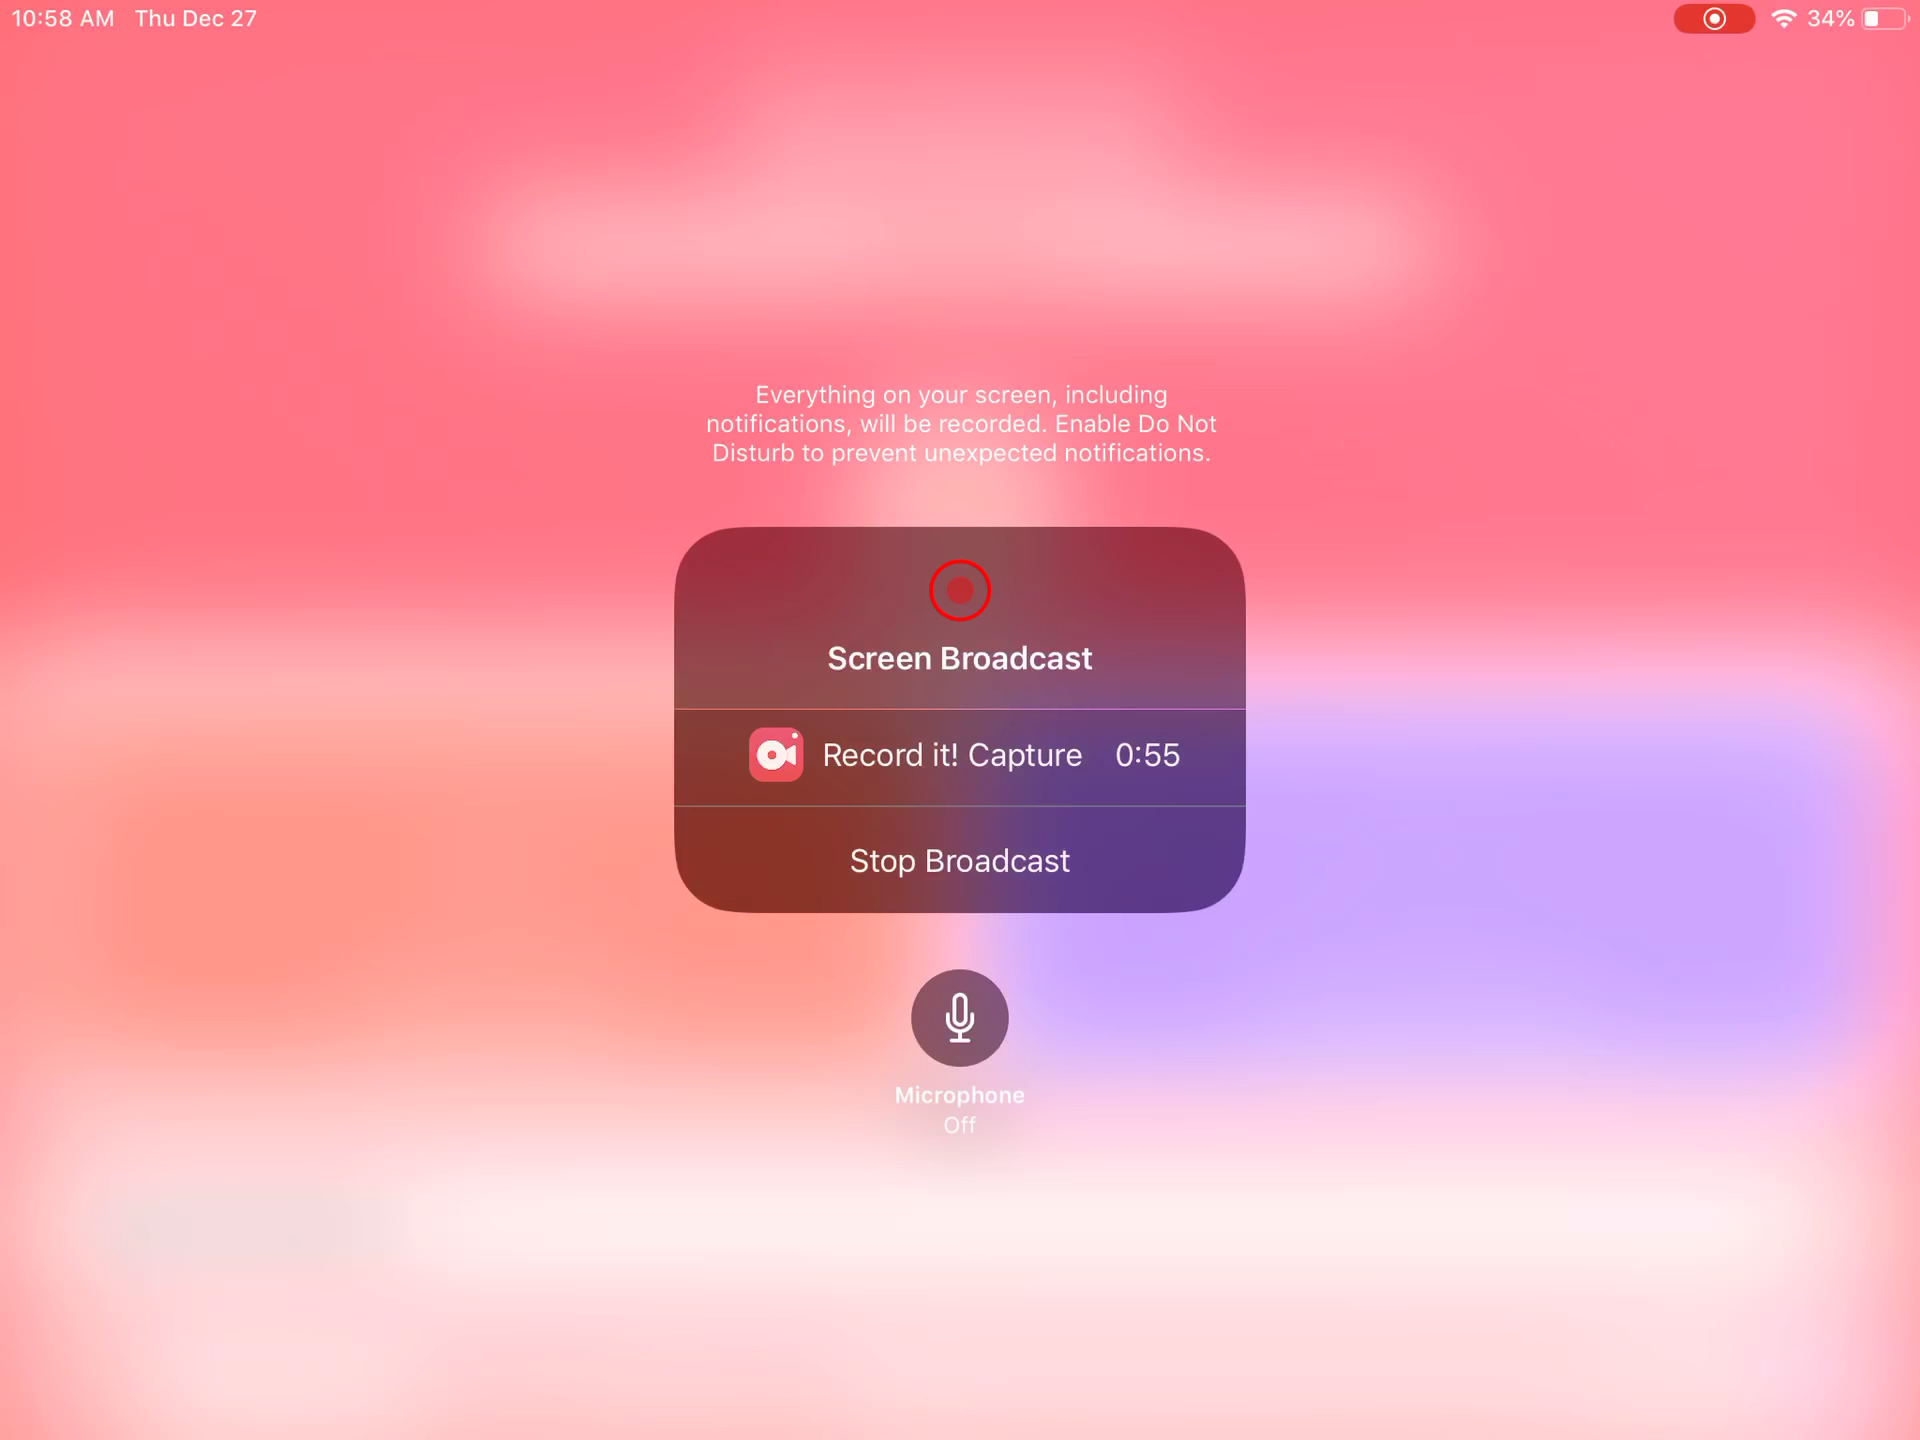 10:58 AM Thu Dec 27
34%
Everything on your screen, including
notifications, will be recorded. Enable Do Not
Disturb to prevent unexpected notifications.
Screen Broadcast
Record it! Capture 0:55
Stop Broadcast
Microphone
Off